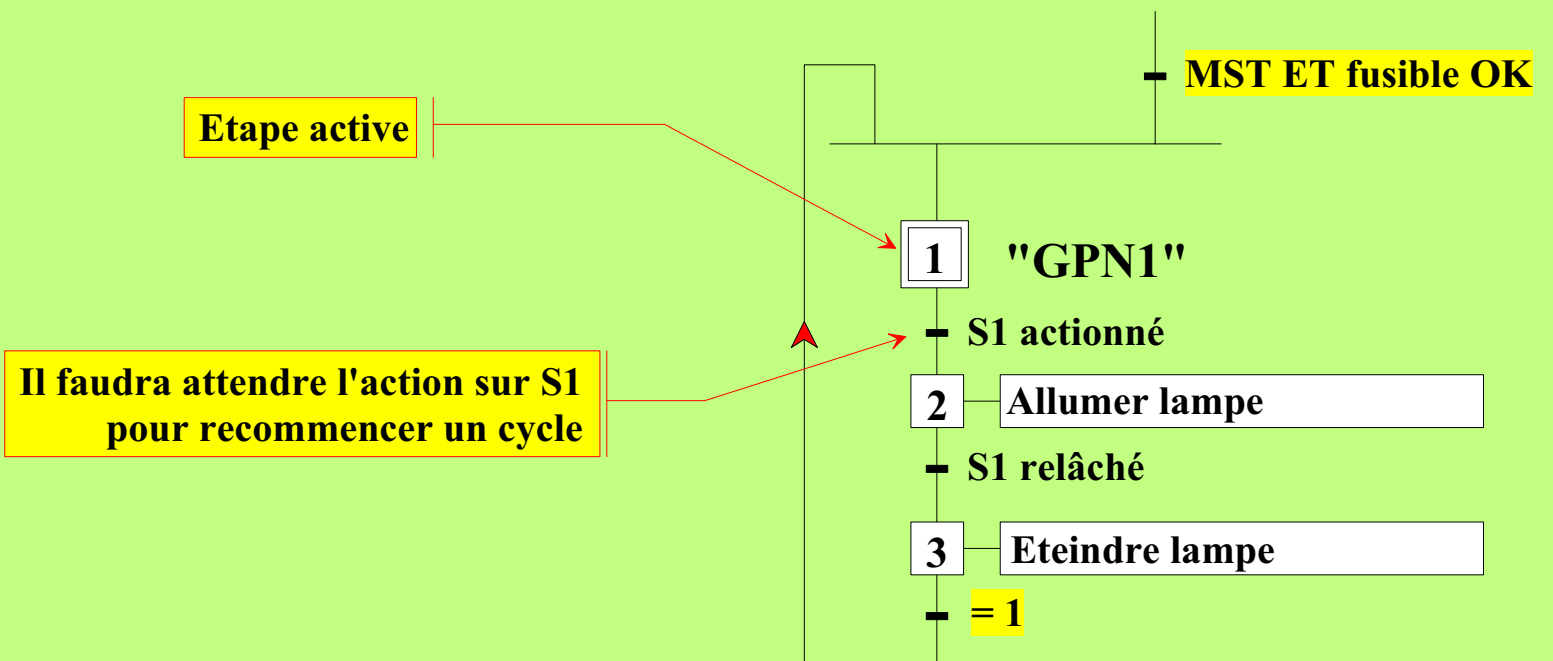 MST ET fusible OK
Etape active
1 "GPN1"
S1 actionné
Il faudra attendre l'action sur S1
pour recommencer un cycle
2 Allumer lampe
S1 relâché
3 Eteindre lampe
= 1